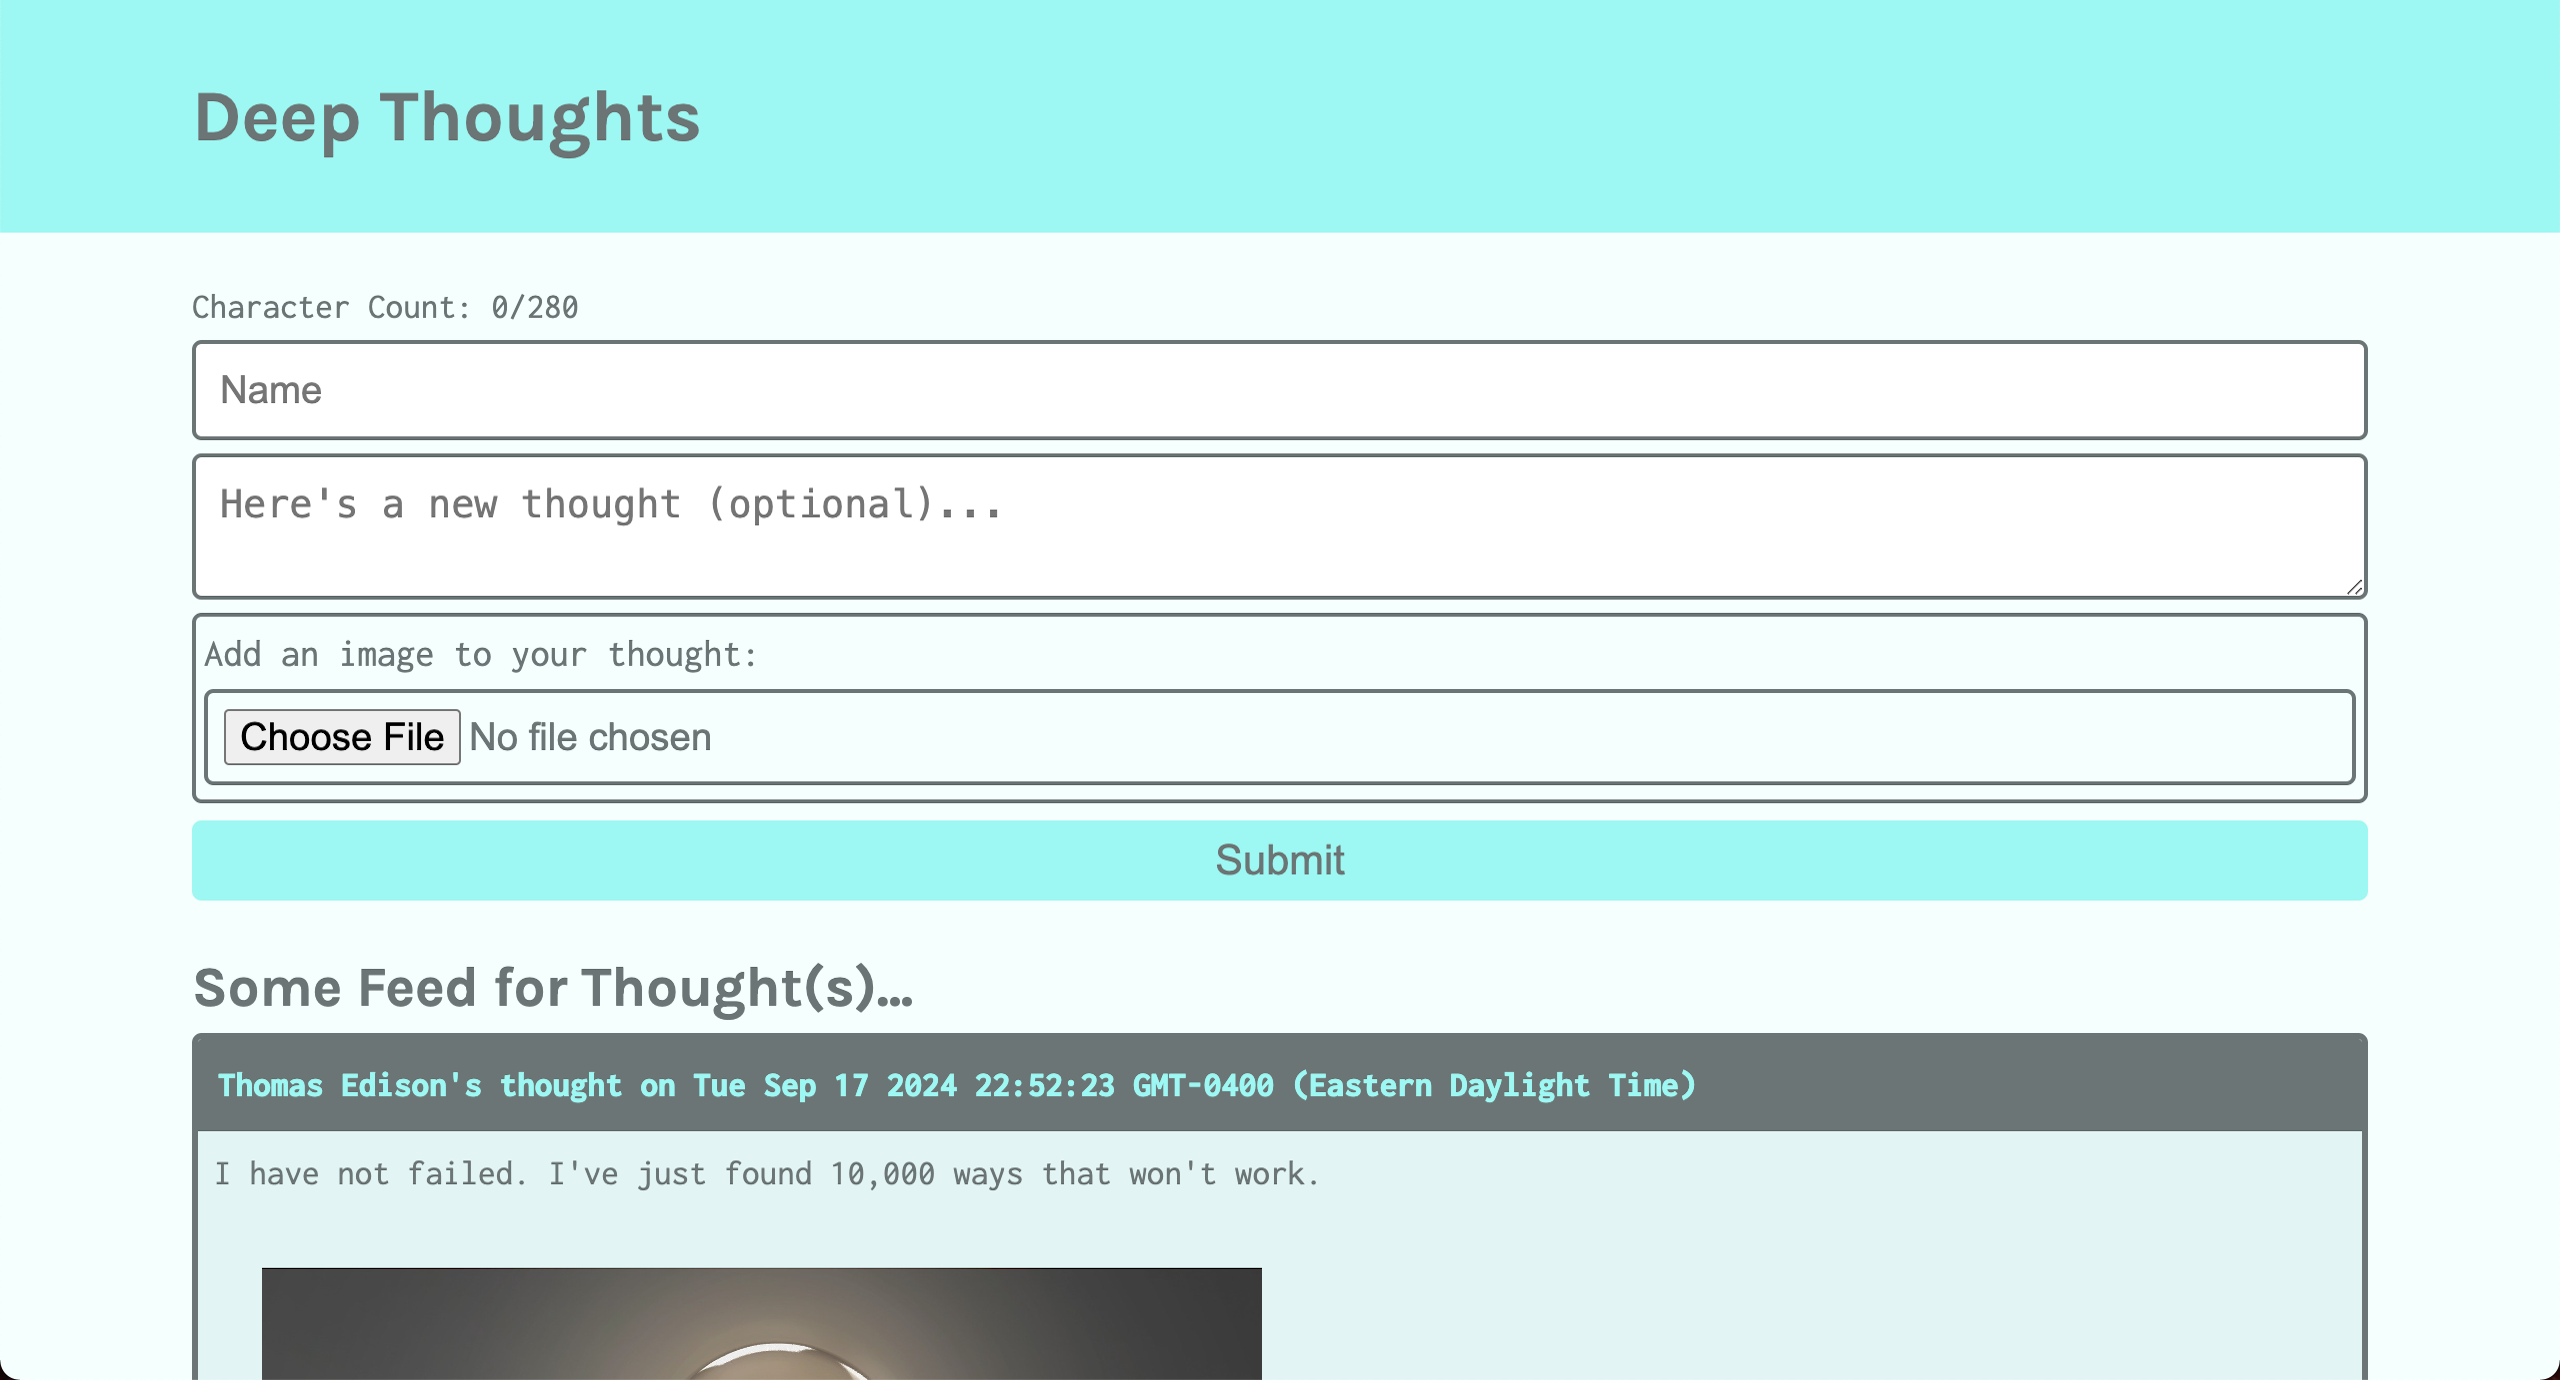 Deep Thoughts
Character Count: 0/280
Name
Here's a new thought (optional)...
Add an image to your thought:
Choose File No file chosen
Submit
Some Feed for Thought(s)...
Thomas Edison's thought on Tue Sep 17 2024 22:52:23 GMT-0400 (Eastern Daylight Time)
I have not failed. I've just found 10,000 ways that won't work.